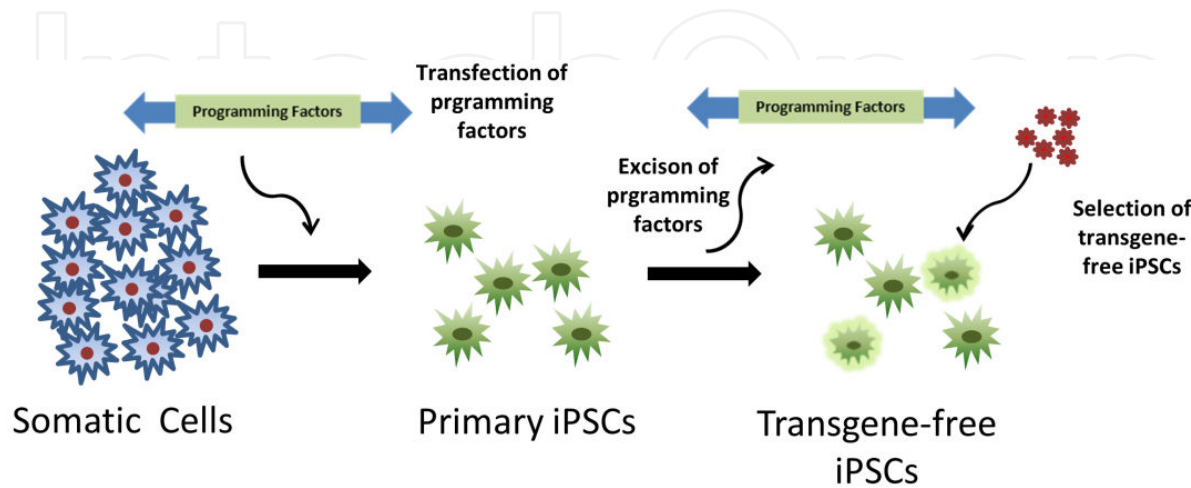 IntechOpen
Programming Factors
Transfection of
prgramming
factors
Programming Factors
Excison of
prgramming
factors
Selection of
transgene-
free iPSCs
Somatic Cells
Primary iPSCs
Transgene-free
iPSCs